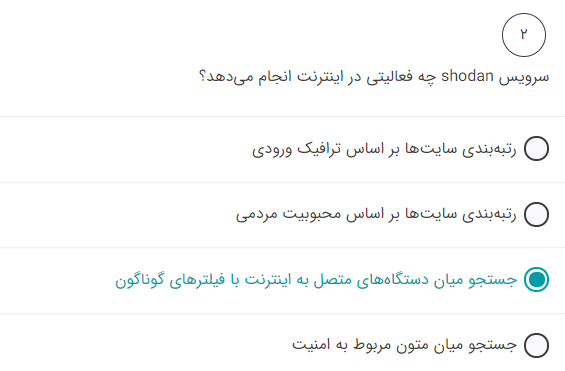 ۲
سرویس shodan چه فعالیتی در اینترنت انجام می‌دهد؟
رتبه‌بندی سایت‌ها بر اساس ترافیک ورودی
رتبه‌بندی سایت‌ها بر اساس محبوبیت مردمی
جستجو میان دستگاه‌های متصل به اینترنت با فیلترهای گوناگون
جستجو میان متون مربوط به امنیت